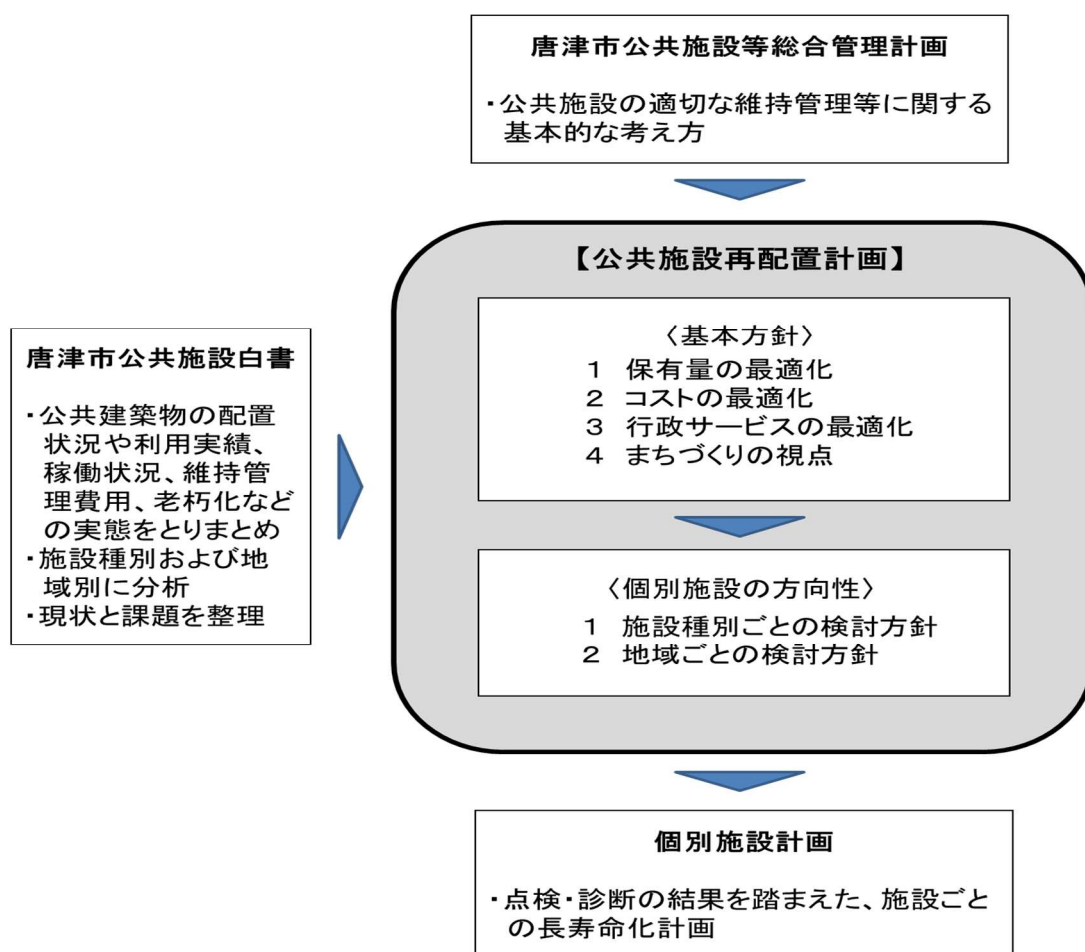 唐津市公共施設等総合管理計画
・公共施設の適切な維持管理等に関する
基本的な考え方
【公共施設再配置計画】
〈基本方針〉
1 保有量の最適化
2 コストの最適化
3 行政サービスの最適化
4 まちづくりの視点
唐津市公共施設白書
・公共建築物の配置
状況や利用実績、
稼働状況、維持管
理費用、老朽化など
の実態をとりまとめ
・施設種別および地
域別に分析
・現状と課題を整理
〈個別施設の方向性〉
1 施設種別ごとの検討方針
2 地域ごとの検討方針
個別施設計画
・点検・診断の結果を踏まえた、施設ごと
の長寿命化計画